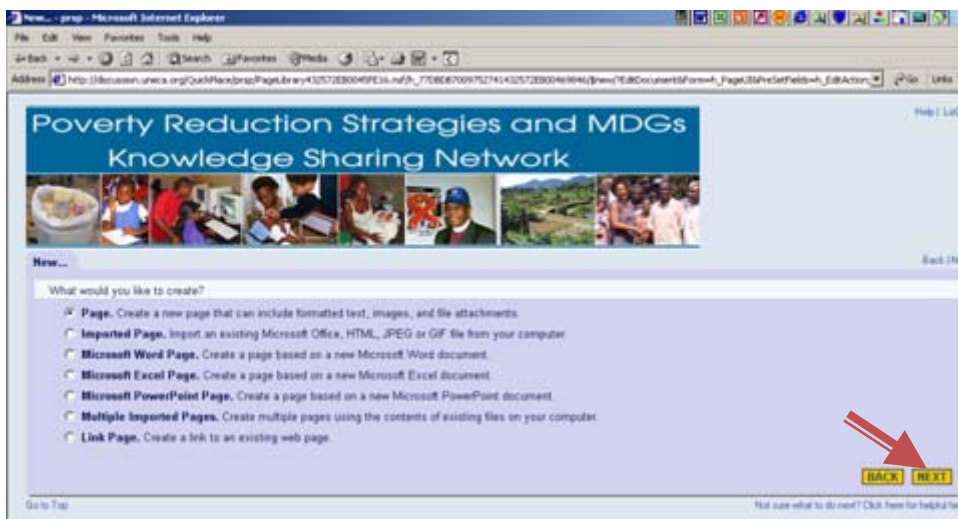 New... - prsp - Microsoft Internet Explorer
File Edit View Favorites Tools Help
Back Search Favorites Media
Address http://discussion.uneca.org/QuickPlace/prsp/PageLibrary Go Links
Poverty Reduction Strategies and MDGs
Knowledge Sharing Network
Help |
New...
Back |
What would you like to create?
Page. Create a new page that can include formatted text, images, and file attachments.
Imported Page. Import an existing Microsoft Office, HTML, JPEG or GIF file from your computer.
Microsoft Word Page. Create a page based on a new Microsoft Word document.
Microsoft Excel Page. Create a page based on a new Microsoft Excel document.
Microsoft PowerPoint Page. Create a page based on a new Microsoft PowerPoint document.
Multiple Imported Pages. Create multiple pages using the contents of existing files on your computer.
Link Page. Create a link to an existing web page.
BACK NEXT
Go to Top
Not sure what to do next? Click here for helpful